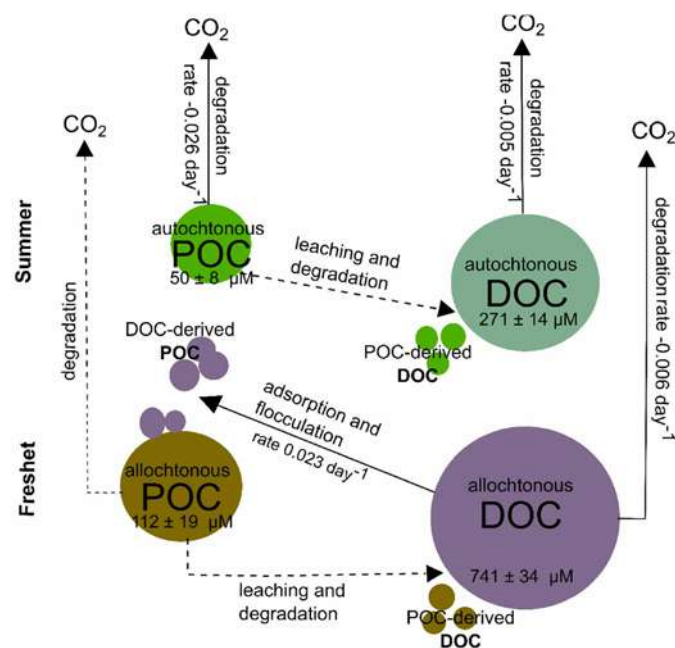 CO₂
CO₂
CO₂
CO₂
degradation
rate -0.026 day⁻¹
degradation
rate -0.005 day⁻¹
degradation rate -0.006 day⁻¹
Summer
autochtonous
POC
50 ± 8 µM
leaching and
degradation
autochtonous
DOC
271 ± 14 µM
POC-derived
DOC
DOC-derived
POC
degradation
adsorption and
flocculation
rate 0.023 day⁻¹
Freshet
allochtonous
POC
112 ± 19 µM
allochtonous
DOC
741 ± 34 µM
leaching and
degradation
POC-derived
DOC